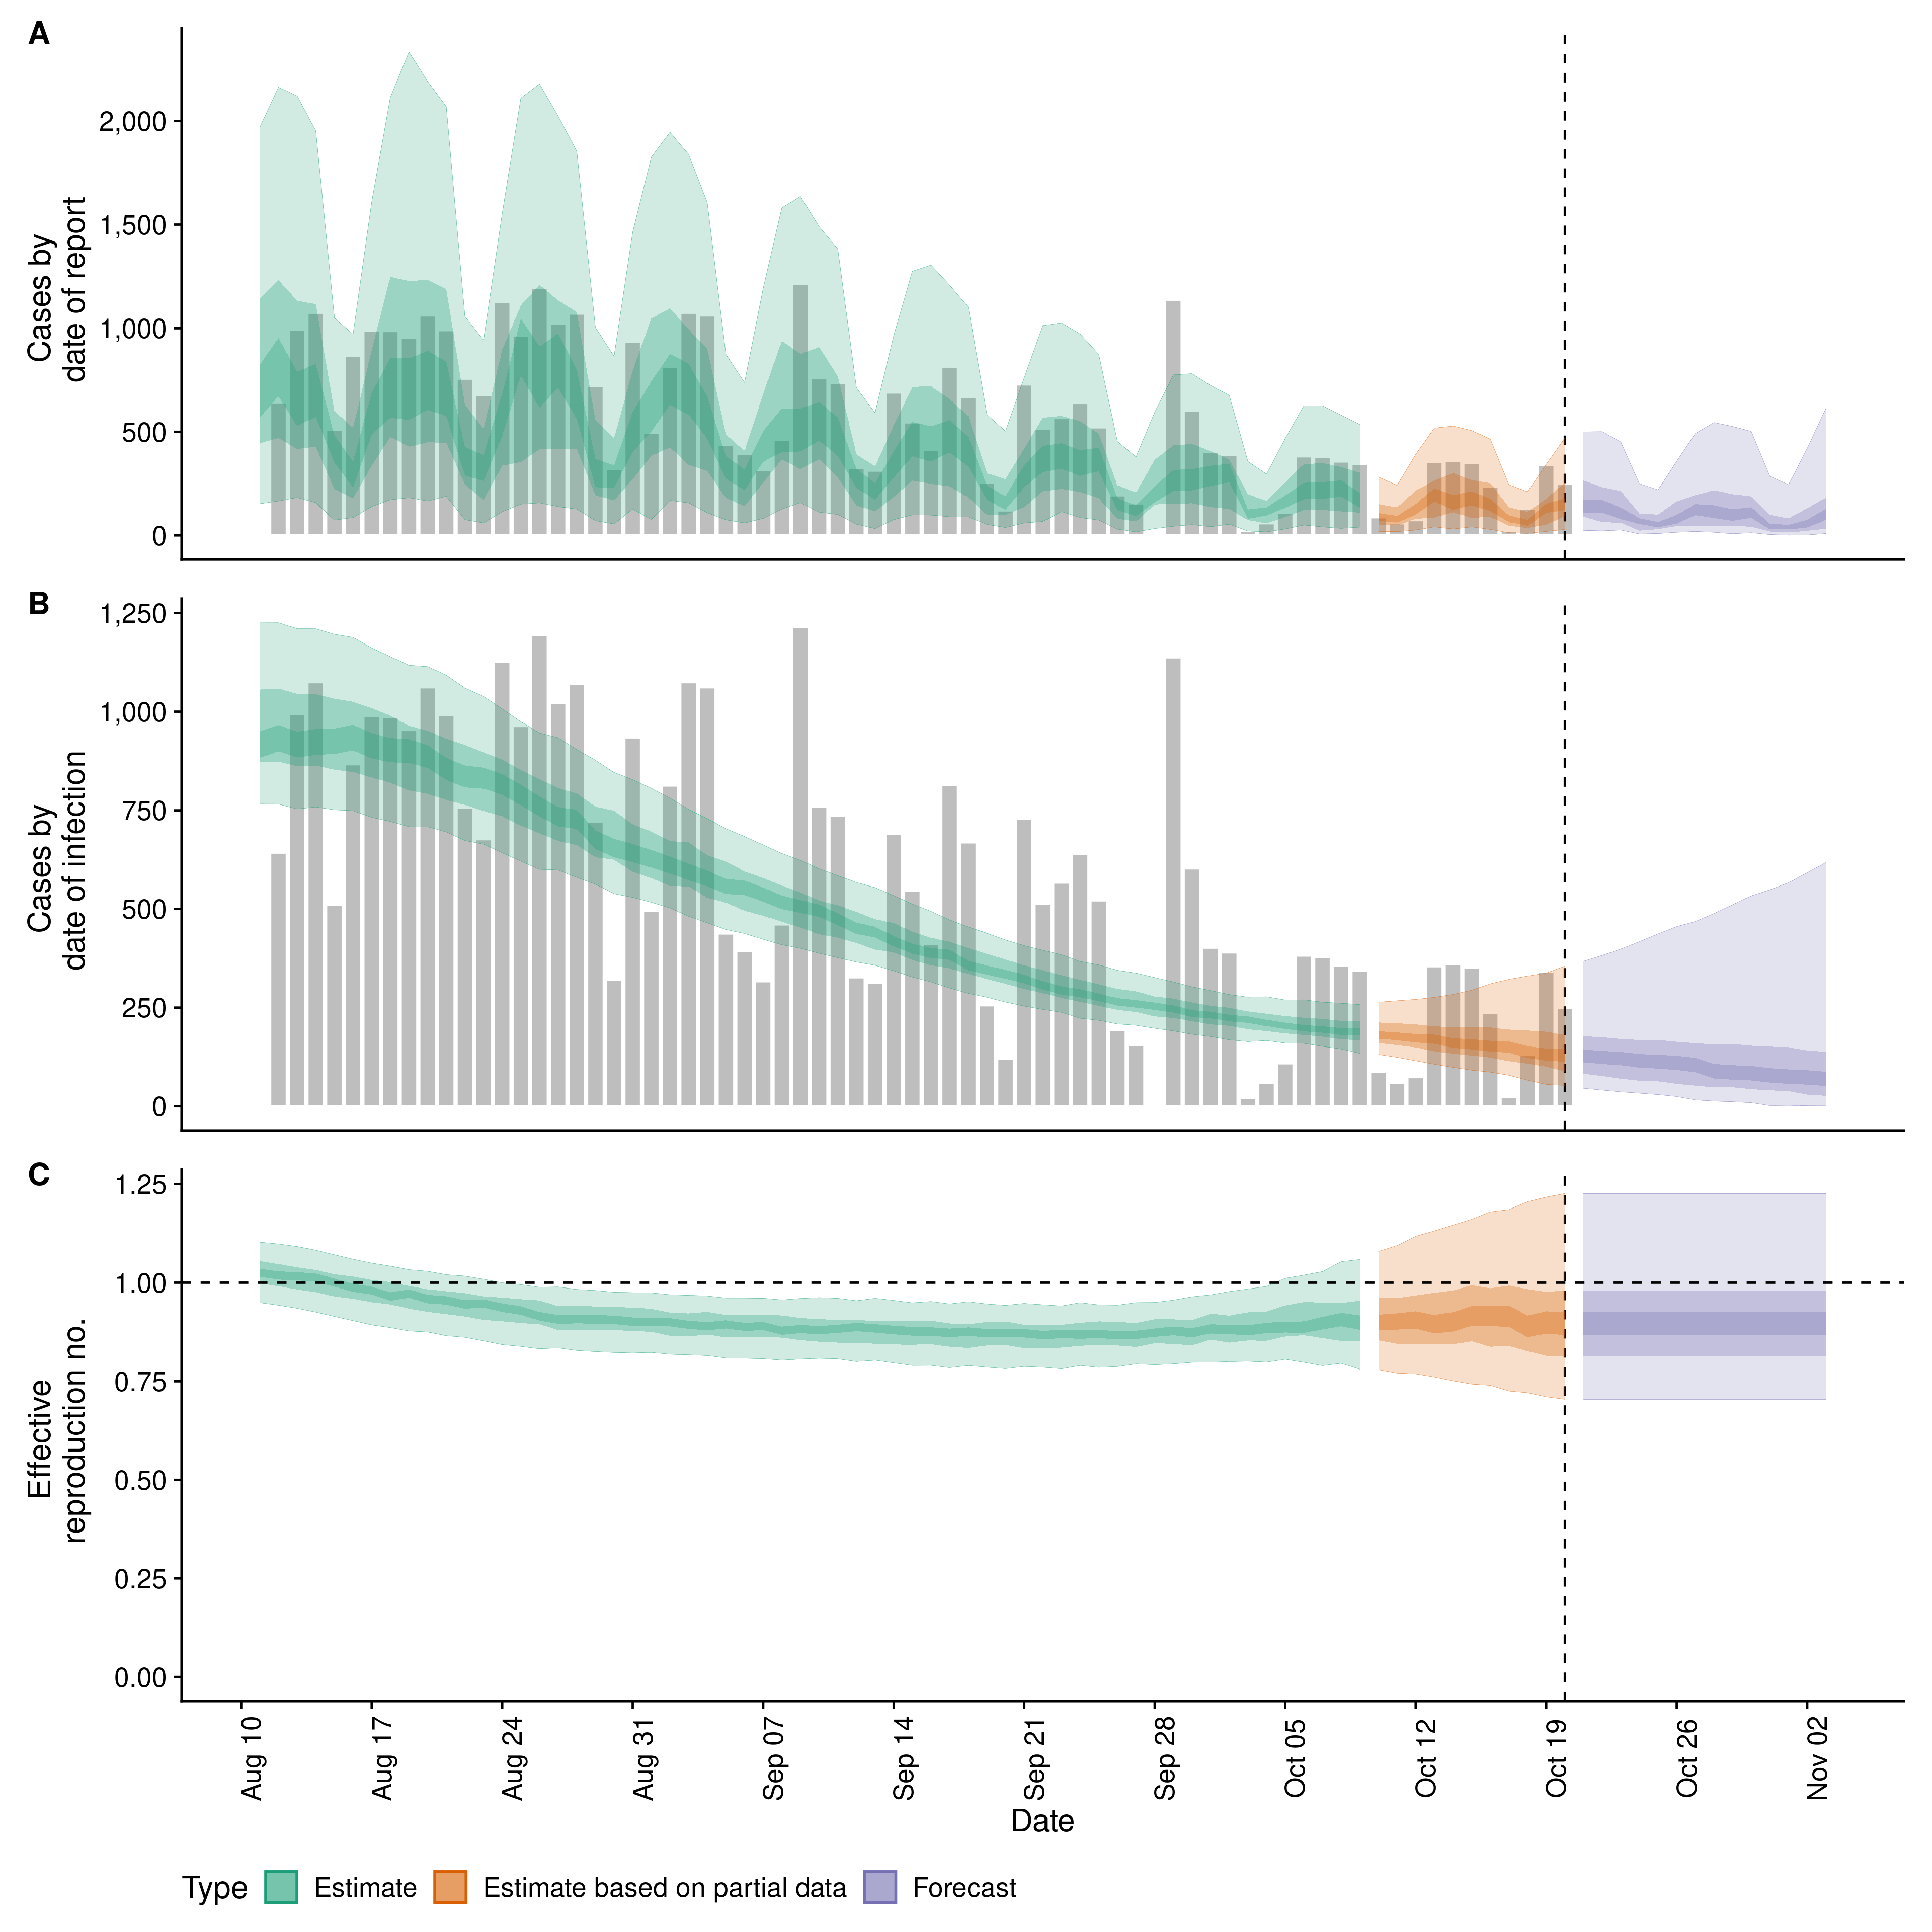 A
Cases by
date of report
2,000
1,500
1,000
500
0
B
Cases by
date of infection
1,250
1,000
750
500
250
0
C
Effective
reproduction no.
1.25
1.00
0.75
0.50
0.25
0.00
Aug 10
Aug 17
Aug 24
Aug 31
Sep 07
Sep 14
Sep 21
Sep 28
Oct 05
Oct 12
Oct 19
Oct 26
Nov 02
Date
Type Estimate Estimate based on partial data Forecast